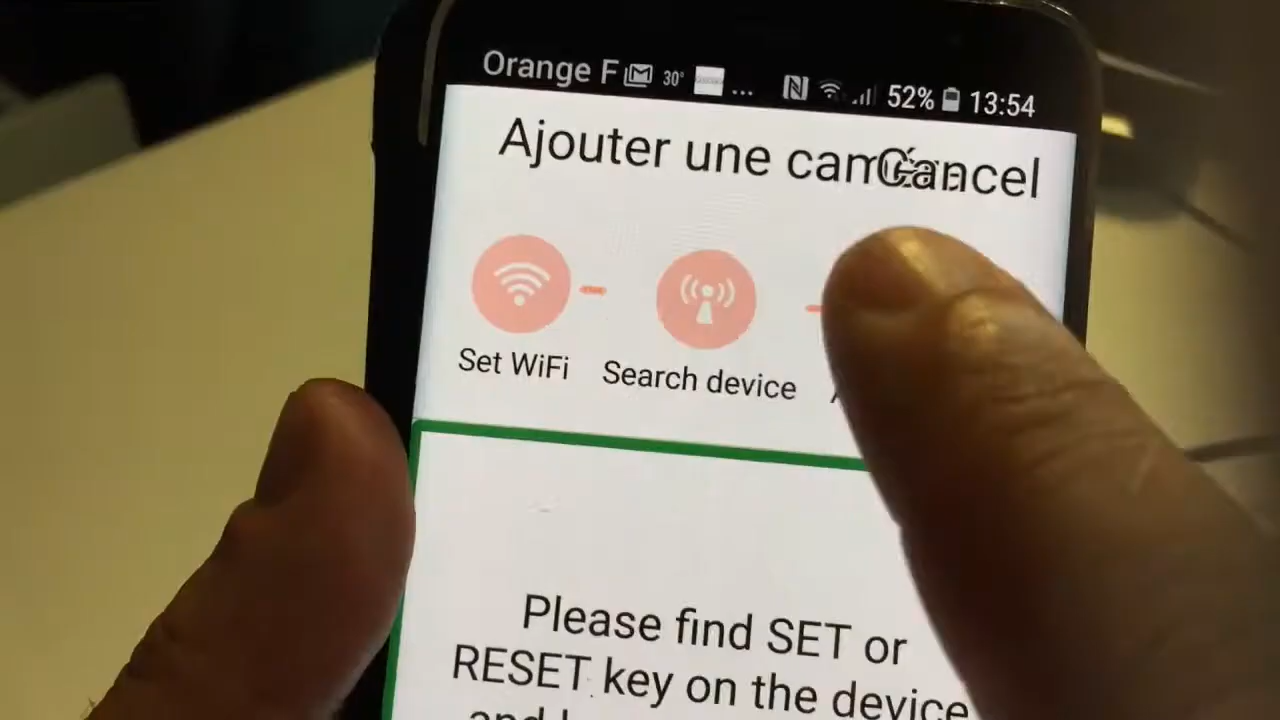 Orange F 30° ... 52% 13:54
Ajouter une cam Cancel
Set WiFi
Search device
Please find SET or
RESET key on the device